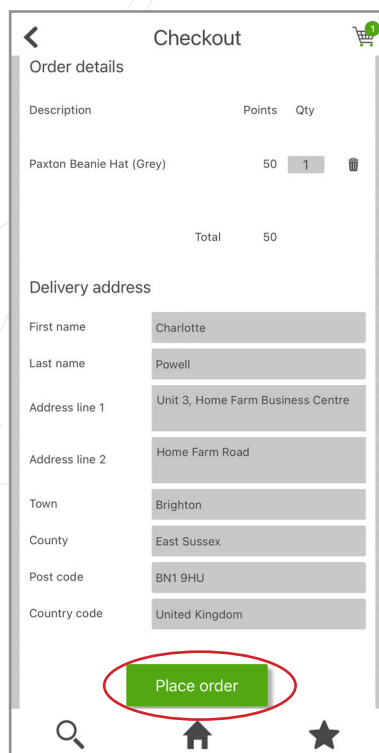 Checkout 1
Order details
Description Points Qty
Paxton Beanie Hat (Grey) 50 1
Total 50
Delivery address
First name Charlotte
Last name Powell
Address line 1 Unit 3, Home Farm Business Centre
Address line 2 Home Farm Road
Town Brighton
County East Sussex
Post code BN1 9HU
Country code United Kingdom
Place order